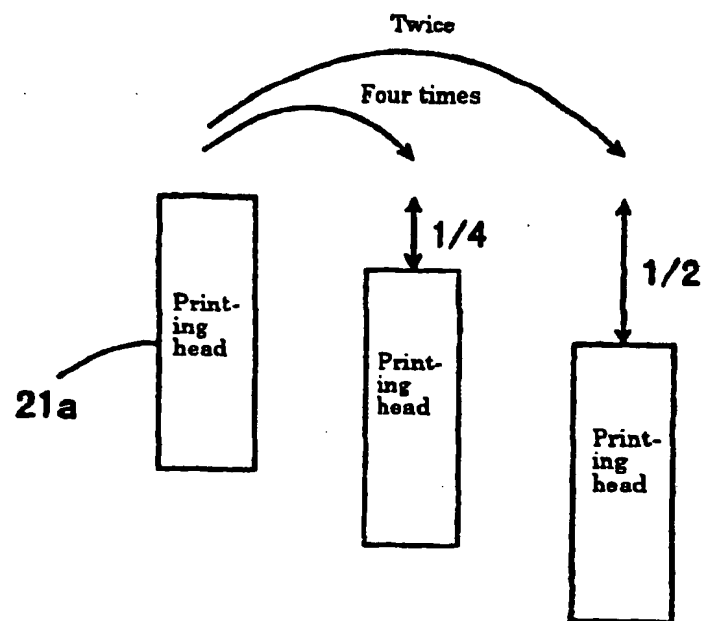 Twice
Four times
1/4
1/2
Print-
ing
head
Print-
ing
head
Print-
ing
head
21a